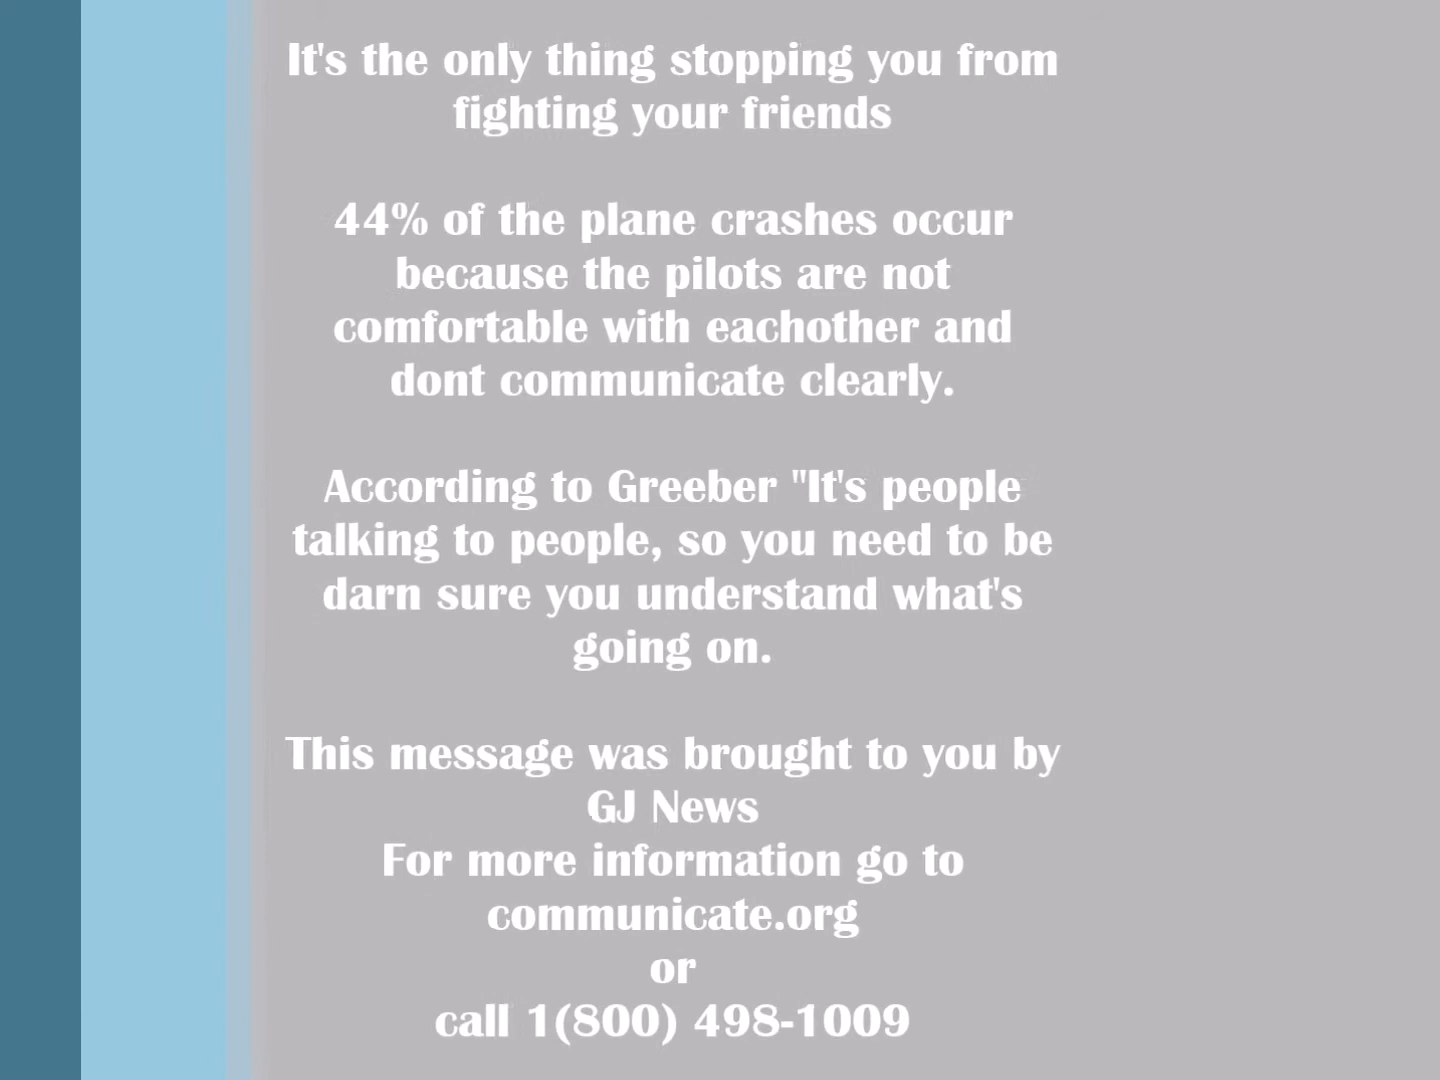 It's the only thing stopping you from
fighting your friends
44% of the plane crashes occur
because the pilots are not
comfortable with eachother and
dont communicate clearly.
According to Greeber "It's people
talking to people, so you need to be
darn sure you understand what's
going on.
This message was brought to you by
GJ News
For more information go to
communicate.org
or
call 1(800) 498-1009